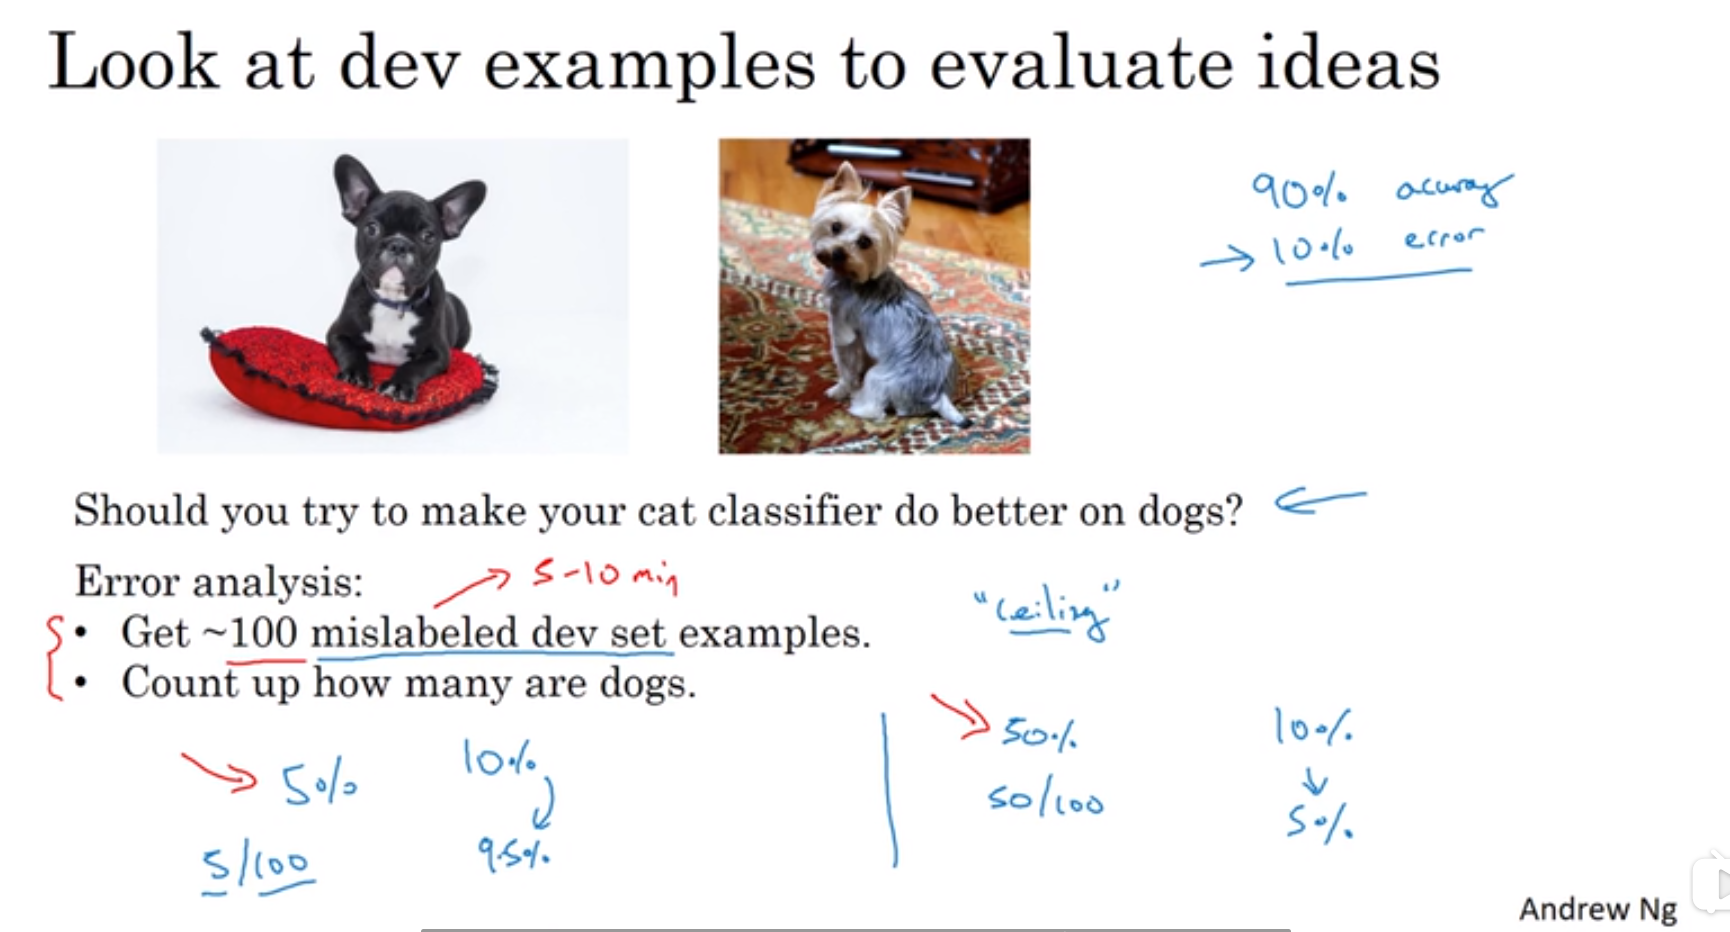 Look at dev examples to evaluate ideas
90% accuracy
→ 10% error
Should you try to make your cat classifier do better on dogs? ←
Error analysis:
→ 5-10 min
• Get ~100 mislabeled dev set examples.
• Count up how many are dogs.
"ceiling"
→ 5%
10%
↓
5/100
9.5%
→ 50%
10%
↓
50/100
5%
Andrew Ng